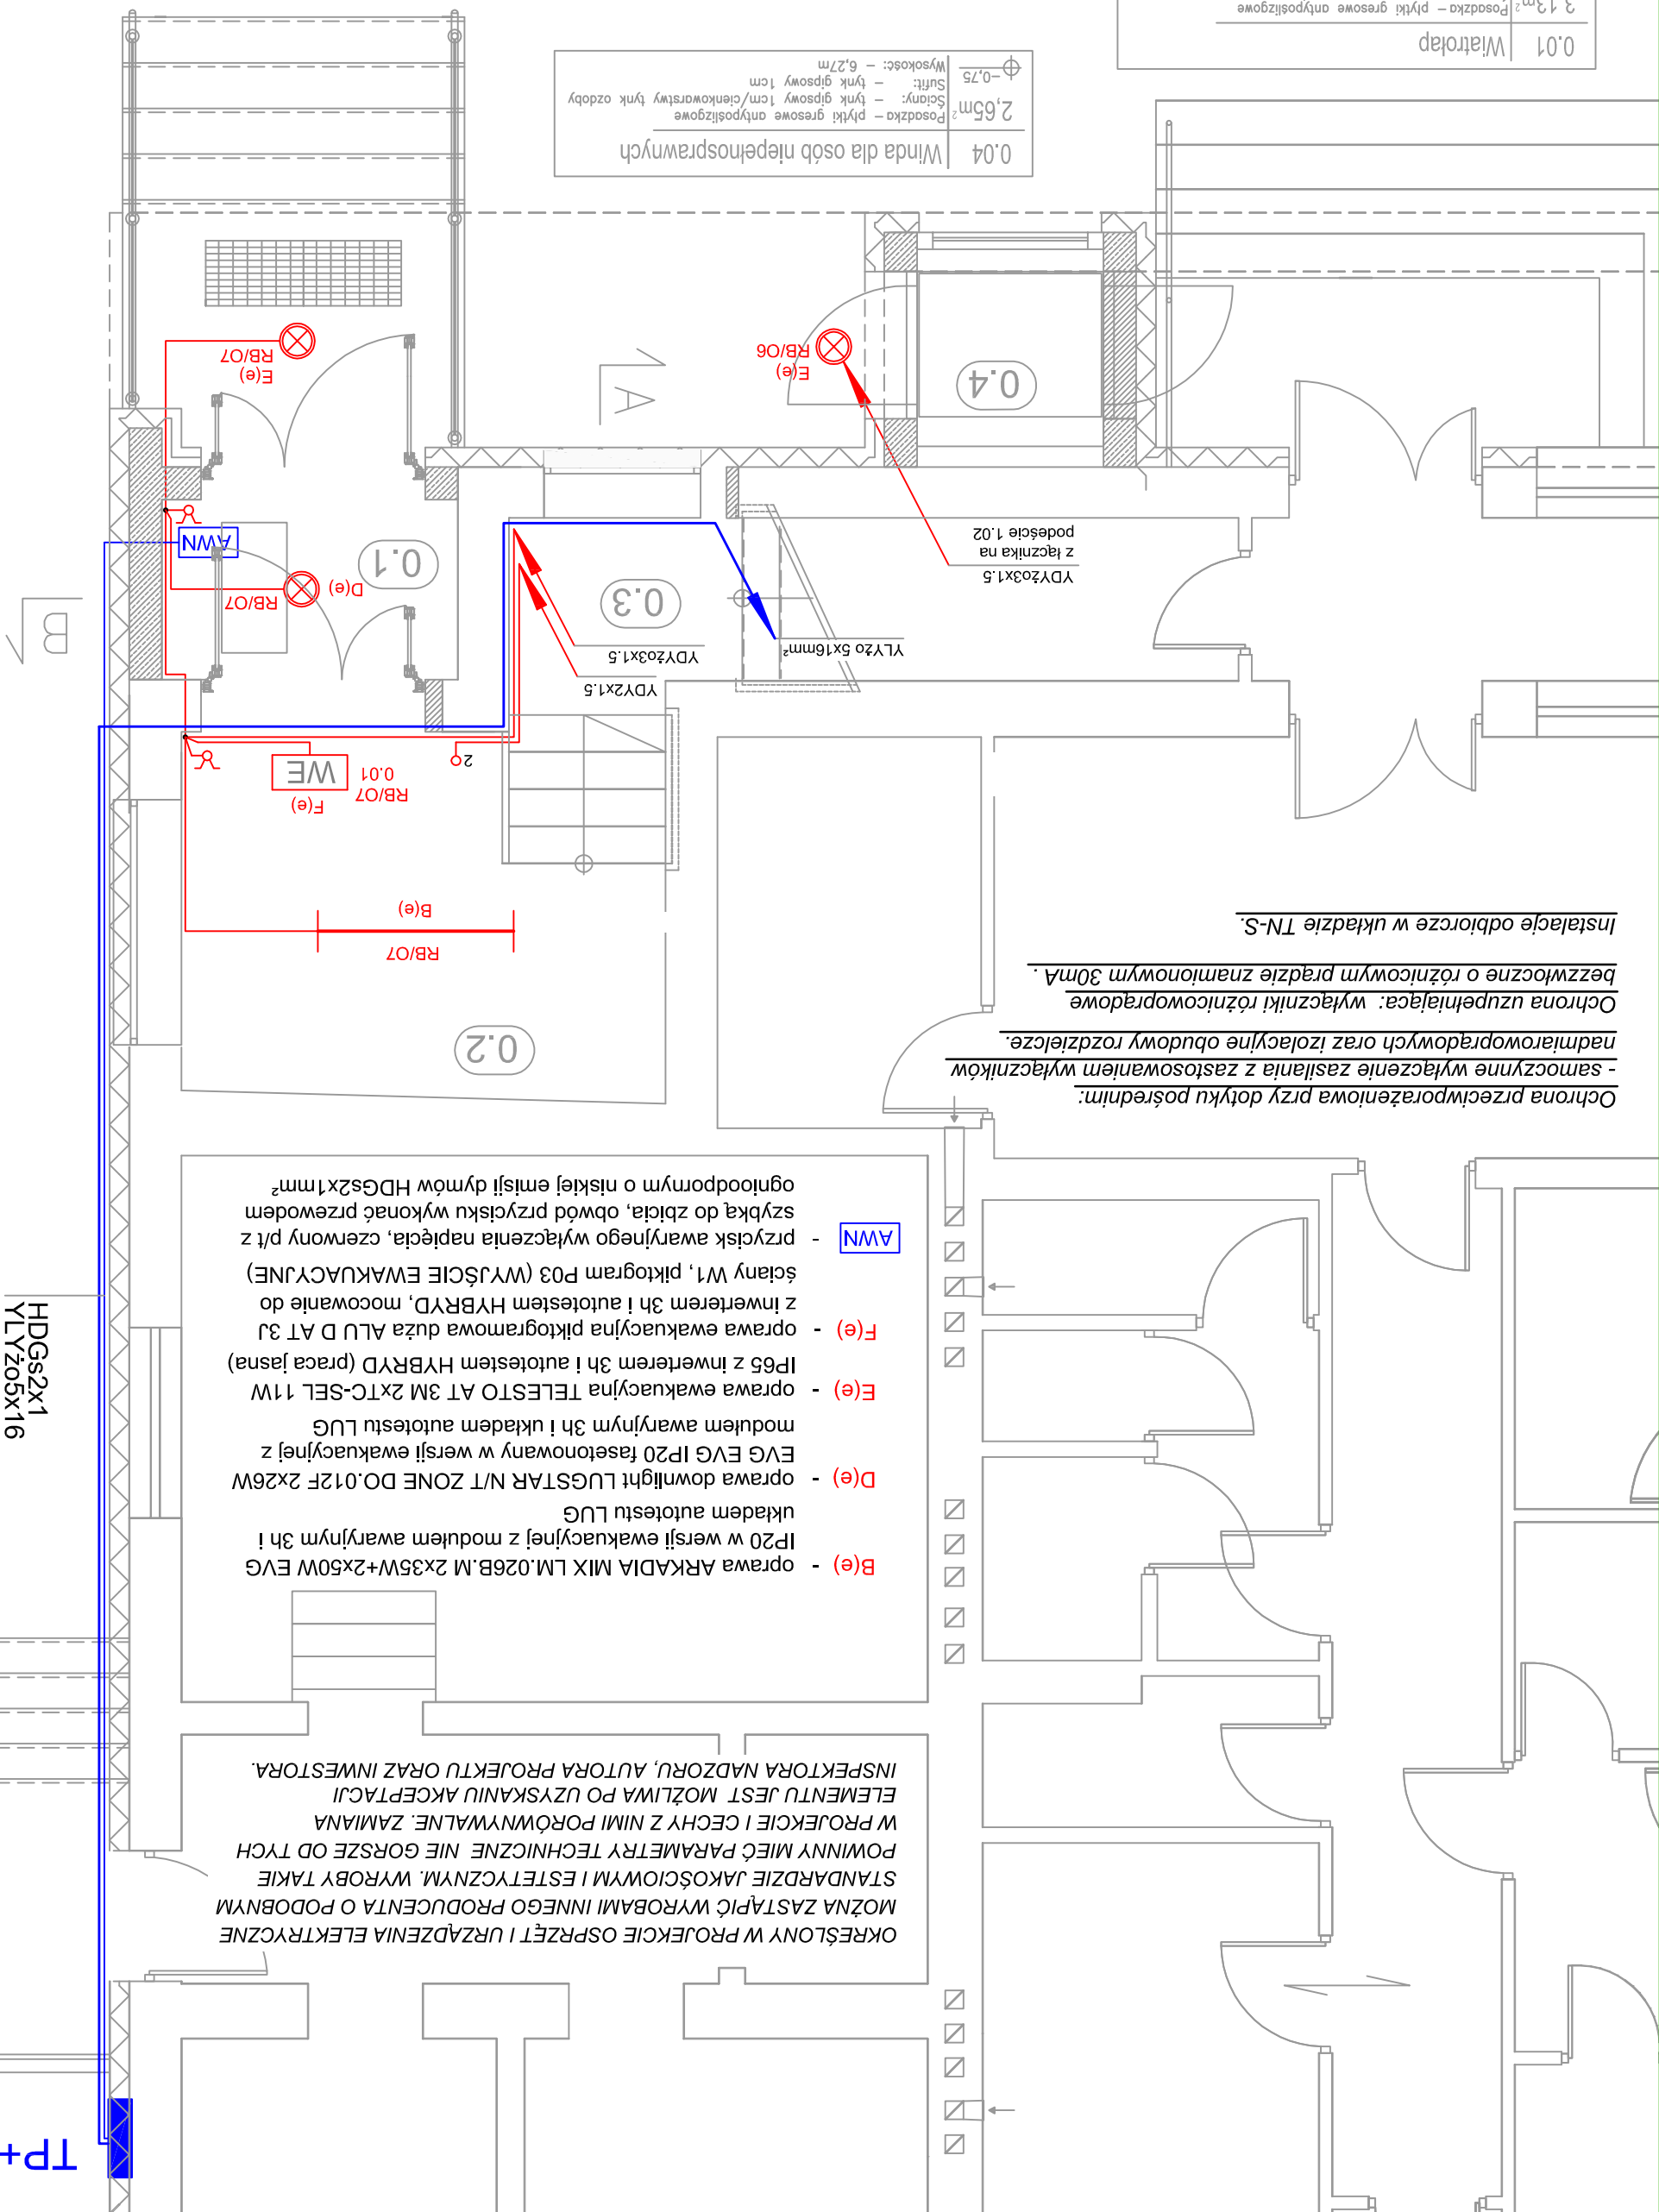 TP+
OKREŚLONY W PROJEKCIE OSPRZĘT I URZĄDZENIA ELEKTRYCZNE
MOŻNA ZASTĄPIĆ WYROBAMI INNEGO PRODUCENTA O PODOBNYM
STANDARDZIE JAKOŚCIOWYM I ESTETYCZNYM. WYROBY TAKIE
POWINNY MIEĆ PARAMETRY TECHNICZNE NIE GORSZE OD TYCH
W PROJEKCIE I CECHY Z NIMI PORÓWNYWALNE. ZAMIANA
ELEMENTU JEST MOŻLIWA PO UZYSKANIU AKCEPTACJI
INSPEKTORA NADZORU, AUTORA PROJEKTU ORAZ INWESTORA.
B(e) - oprawa ARKADIA MIX LM.026B.M 2x35W+2x50W EVG
IP20 w wersji ewakuacyjnej z modułem awaryjnym 3h i
układem autotestu LUG
D(e) - oprawa downlight LUGSTAR N/T ZONE DO.012F 2x26W
EVG EVG IP20 fasetonowany w wersji ewakuacyjnej z
modułem awaryjnym 3h i układem autotestu LUG
E(e) - oprawa ewakuacyjna TELESTO AT 3M 2xTC-SEL 11W
IP65 z inwerterem 3h i autotestem HYBRYD (praca jasna)
F(e) - oprawa ewakuacyjna piktogramowa duża ALU D AT 3J
z inwerterem 3h i autotestem HYBRYD, mocowanie do
ściany W1, piktogram P03 (WYJŚCIE EWAKUACYJNE)
AWN - przycisk awaryjnego wyłączenia napięcia, czerwony p/t z
szybką do zbicia, obwód przycisku wykonać przewodem
ognioodpornym o niskiej emisji dymów HDGs2x1mm²
HDGs2x1
YLYżo5x16
Ochrona przeciwporażeniowa przy dotyku pośrednim:
- samoczynne wyłączenie zasilania z zastosowaniem wyłączników
nadmiarowoprądowych oraz izolacyjne obudowy rozdzielcze.
Ochrona uzupełniająca: wyłączniki różnicowoprądowe
bezzwłoczne o różnicowym prądzie znamionowym 30mA .
Instalacje odbiorcze w układzie TN-S.
0.2
RB/O7
B(e)
F(e)
RB/O7
0.01
WE
2
YDY2x1.5
YDYżo3x1.5
YLYżo 5x16mm²
0.3
B
RB/O7
D(e)
0.1
AWN
YDYżo3x1.5
z łącznika na
podeście 1.02
A
E(e)
RB/O7
E(e)
RB/O6
0.4
0.04 Winda dla osób niepełnosprawnych
2,65m² Posadzka – płytki gresowe antypoślizgowe
Ściany: – tynk gipsowy 1cm/cienkowarstwy tynk ozdoby
Sufit: – tynk gipsowy 1cm
-0,75 Wysokość: – 6,27m
0.01 Wiatrołap
3,13m² Posadzka – płytki gresowe antypoślizgowe